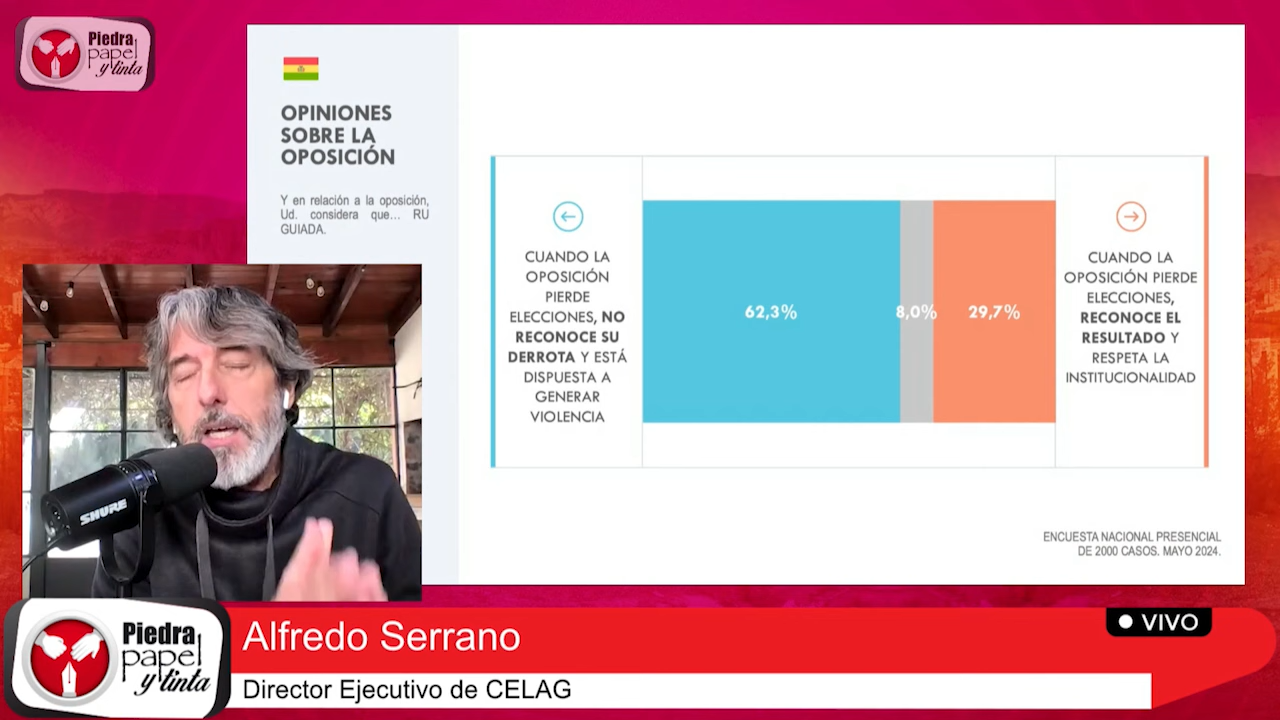 Piedra
papel
y tinta
OPINIONES
SOBRE LA
OPOSICIÓN
Y en relación a la oposición,
Ud. considera que... RU
GUIADA.
CUANDO LA
OPOSICIÓN
PIERDE
ELECCIONES, NO
RECONOCE SU
DERROTA Y ESTÁ
DISPUESTA A
GENERAR
VIOLENCIA
62,3%
8,0%
29,7%
CUANDO LA
OPOSICIÓN PIERDE
ELECCIONES,
RECONOCE EL
RESULTADO Y
RESPETA LA
INSTITUCIONALIDAD
ENCUESTA NACIONAL PRESENCIAL
DE 2000 CASOS. MAYO 2024.
SHURE
Piedra
papel
y tinta
Alfredo Serrano
VIVO
Director Ejecutivo de CELAG